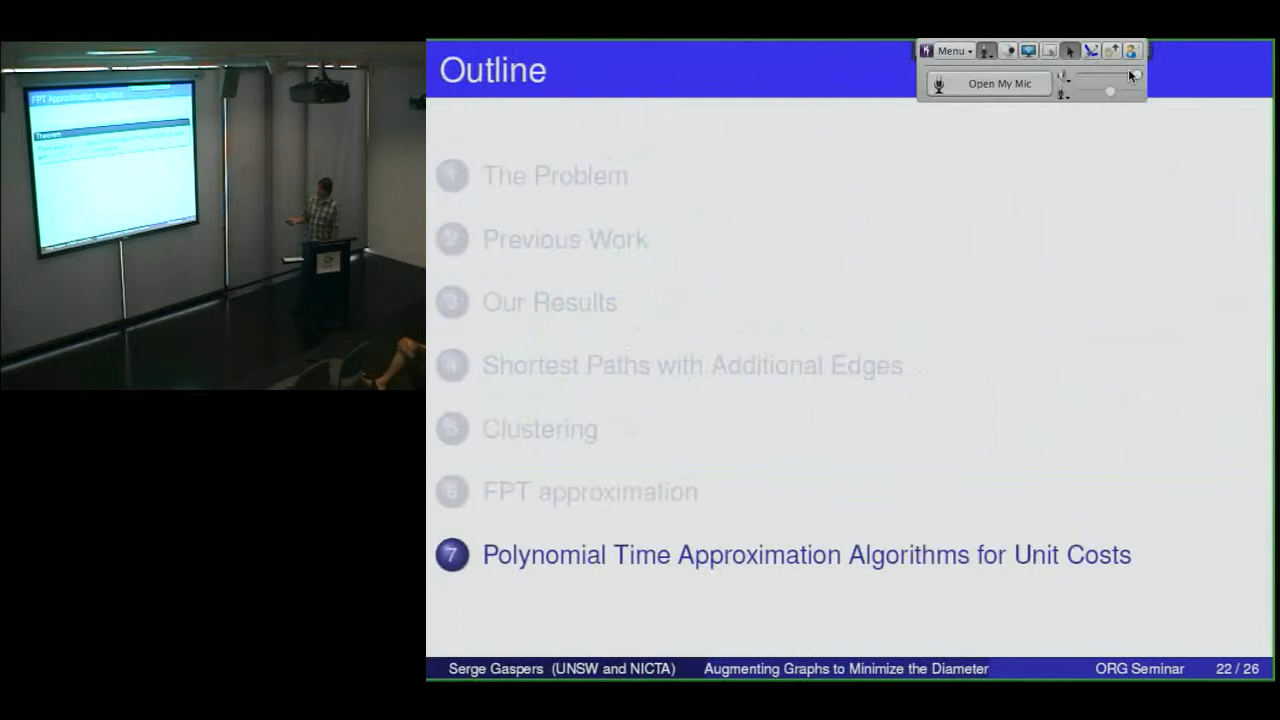 Outline
Menu
Open My Mic
1 The Problem
2 Previous Work
3 Our Results
4 Shortest Paths with Additional Edges
5 Clustering
6 FPT approximation
7 Polynomial Time Approximation Algorithms for Unit Costs
Serge Gaspers (UNSW and NICTA) Augmenting Graphs to Minimize the Diameter ORG Seminar 22 / 26
FPT Approximation Algorithm
Theorem